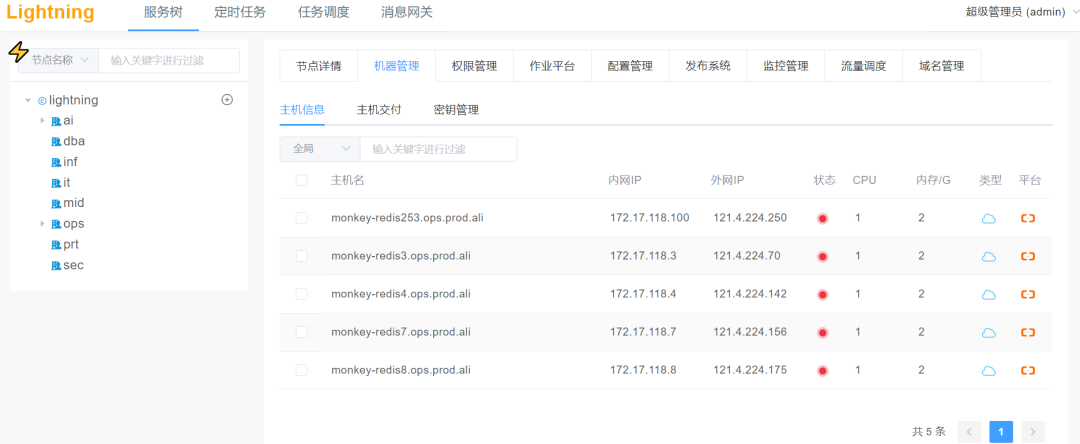 Lightning 服务树 定时任务 任务调度 消息网关 超级管理员 (admin)
节点名称 输入关键字进行过滤
节点详情 机器管理 权限管理 作业平台 配置管理 发布系统 监控管理 流量调度 域名管理
lightning
ai
dba
inf
it
mid
ops
prt
sec
主机信息 主机交付 密钥管理
全局 输入关键字进行过滤
主机名 内网IP 外网IP 状态 CPU 内存/G 类型 平台
monkey-redis253.ops.prod.ali 172.17.118.100 121.4.224.250 1 2
monkey-redis3.ops.prod.ali 172.17.118.3 121.4.224.70 1 2
monkey-redis4.ops.prod.ali 172.17.118.4 121.4.224.142 1 2
monkey-redis7.ops.prod.ali 172.17.118.7 121.4.224.156 1 2
monkey-redis8.ops.prod.ali 172.17.118.8 121.4.224.175 1 2
共 5 条 1